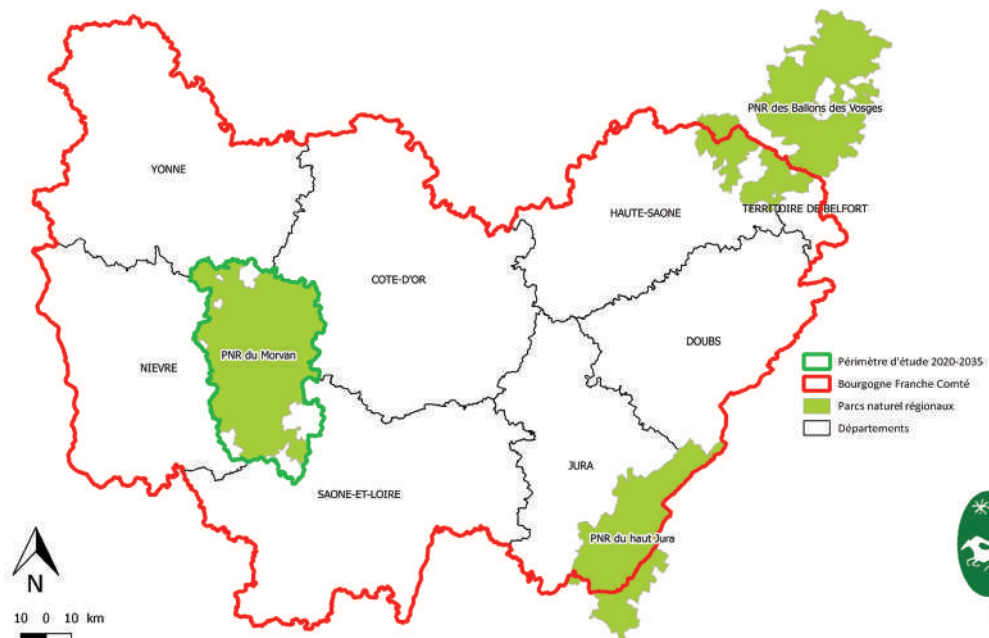 PNR des Ballons des Vosges
YONNE
HAUTE-SAONE
TERRITOIRE DE BELFORT
COTE-D'OR
DOUBS
PNR du Morvan
NIEVRE
Périmètre d'étude 2020-2035
Bourgogne Franche Comté
Parcs naturel régionaux
Départements
JURA
SAONE-ET-LOIRE
PNR du haut Jura
N
10 0 10 km